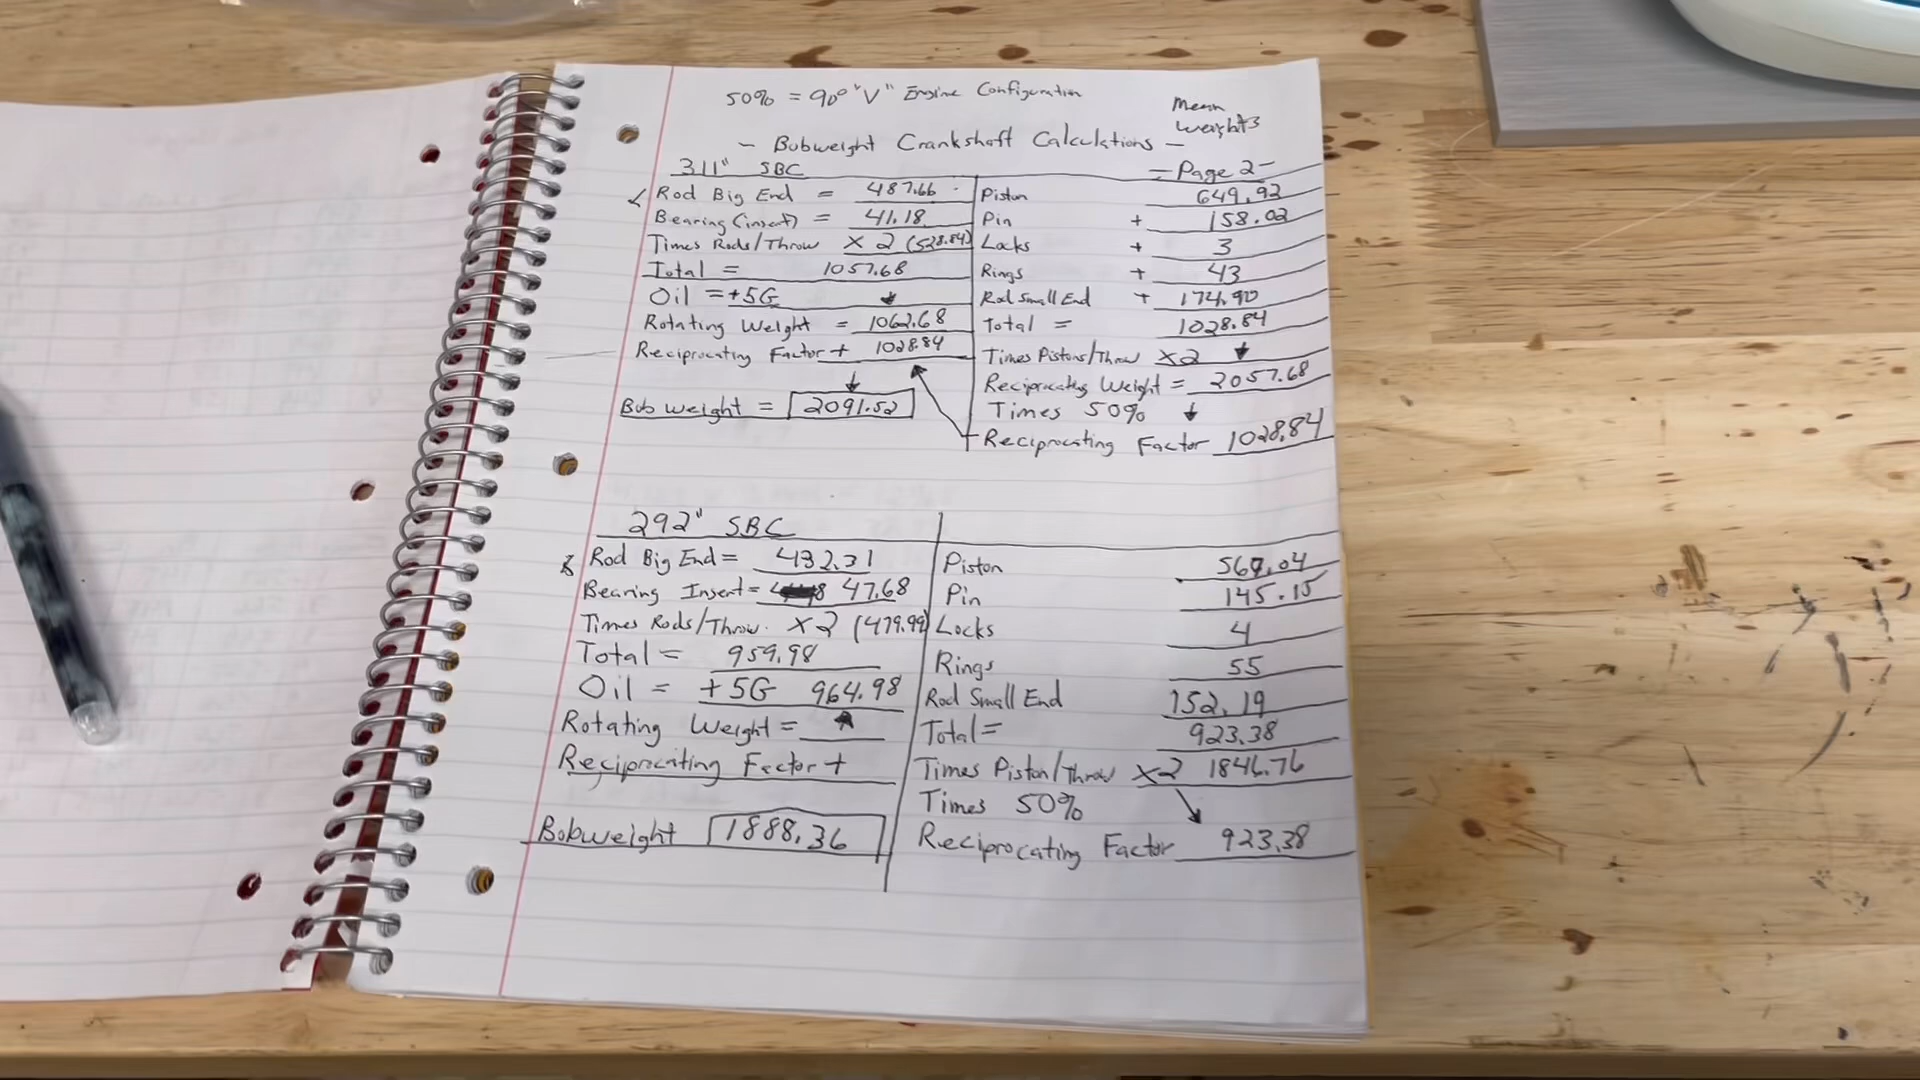 50% = 90° "V" Engine Configuration
Mean
Weights
- Bobweight Crankshaft Calculations -
311" SBC
= Page 2 -
Rod Big End = 487.66
Bearing (insert) = 41.18
Times Rods/Throw X 2 (528.84)
Total = 1057.68
Oil = +5G
Rotating Weight = 1062.68
Reciprocating Factor + 1028.84
Bob weight = 2091.52
Piston 649.92
Pin + 158.02
Locks + 3
Rings + 43
Rod Small End + 174.90
Total = 1028.84
Times Pistons/Throw X2
Reciprocating Weight = 2057.68
Times 50%
Reciprocating Factor 1028.84
292" SBC
Rod Big End = 432.31
Bearing Insert = 47.68
Times Rods/Throw. X 2 (479.99)
Total = 959.98
Oil = +5G 964.98
Rotating Weight =
Reciprocating Factor +
Bobweight 1888.36
Piston 567.04
Pin 145.15
Locks 4
Rings 55
Rod Small End 152.19
Total = 923.38
Times Piston/Throw X2 1846.76
Times 50%
Reciprocating Factor 923.38